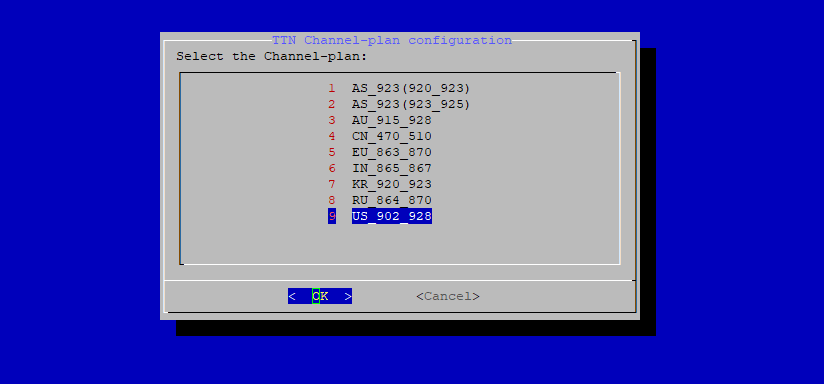 TTN Channel-plan configuration
Select the Channel-plan:
1 AS_923(920_923)
2 AS_923(923_925)
3 AU_915_928
4 CN_470_510
5 EU_863_870
6 IN_865_867
7 KR_920_923
8 RU_864_870
9 US_902_928
< OK > <Cancel>